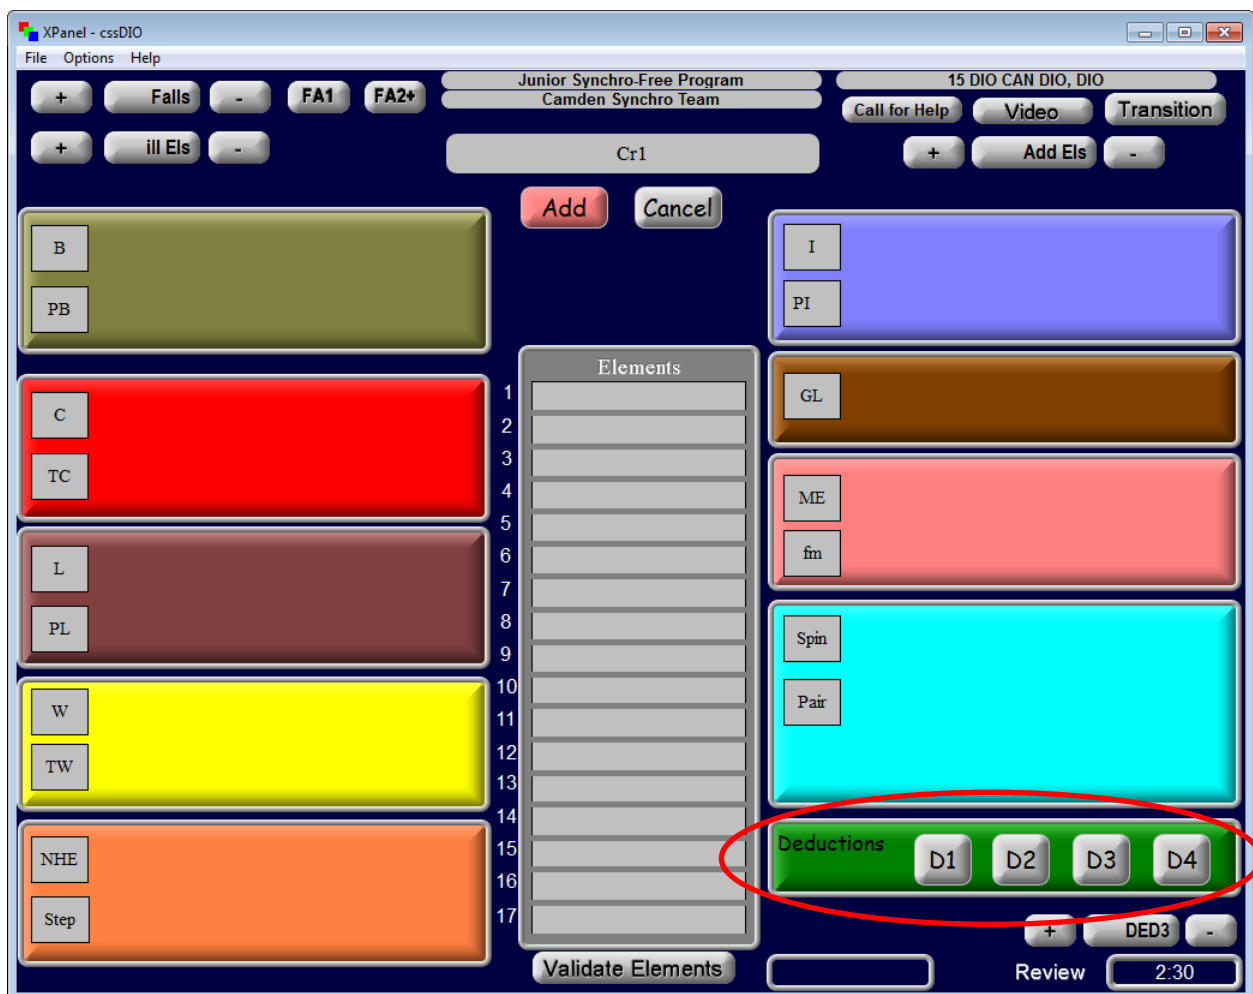 XPanel - cssDIO
File Options Help
+ Falls - FA1 FA2+
Junior Synchro-Free Program
Camden Synchro Team
15 DIO CAN DIO, DIO
Call for Help Video Transition
+ ill Els -
Cr1
+ Add Els -
Add Cancel
B
PB
C
TC
L
PL
W
TW
NHE
Step
Elements
1
2
3
4
5
6
7
8
9
10
11
12
13
14
15
16
17
Validate Elements
I
PI
GL
ME
fm
Spin
Pair
Deductions D1 D2 D3 D4
+ DED3 -
Review 2:30